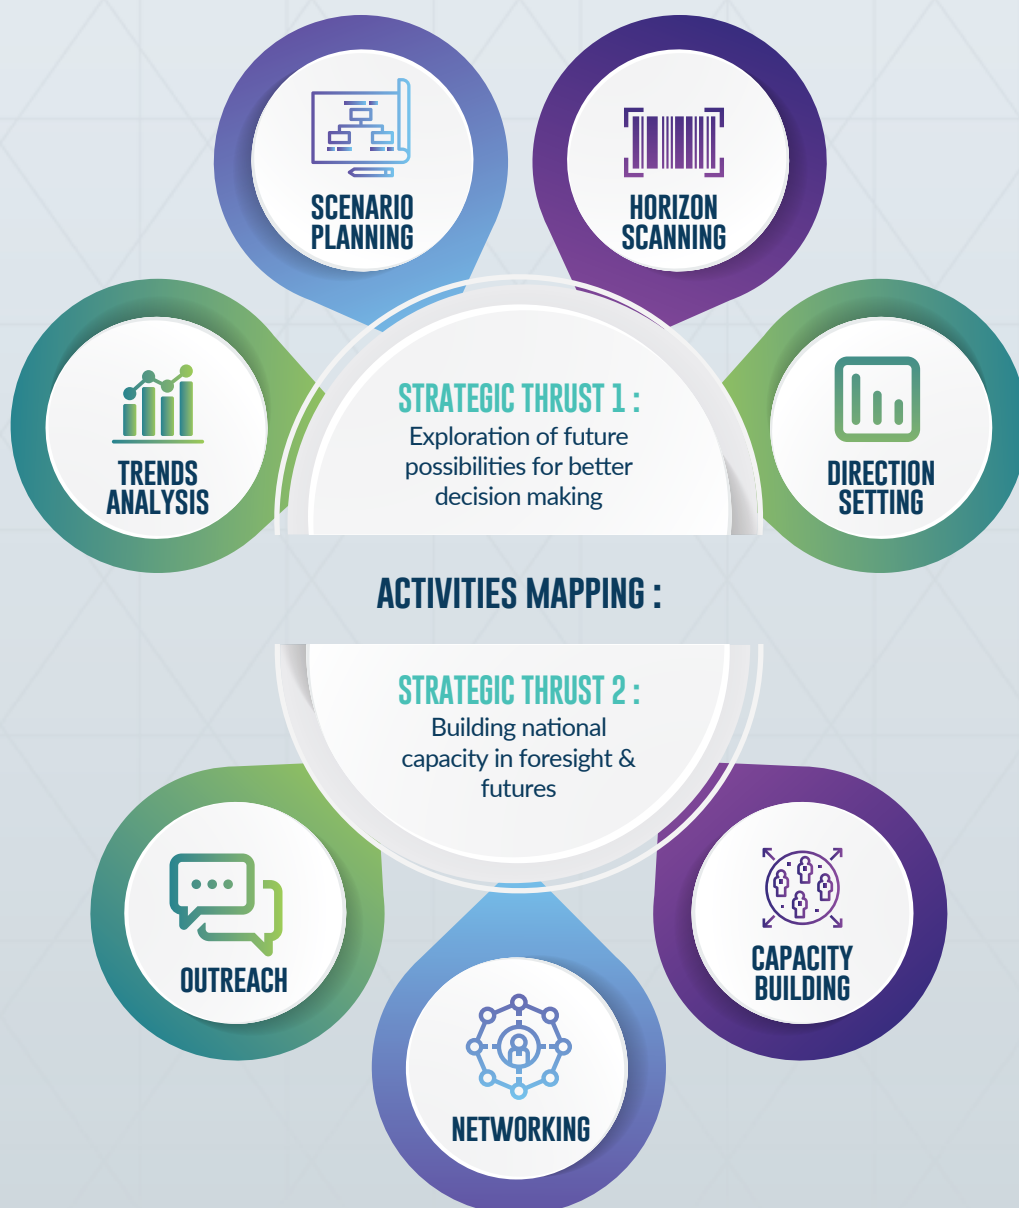 SCENARIO
PLANNING
HORIZON
SCANNING
TRENDS
ANALYSIS
STRATEGIC THRUST 1 :
Exploration of future
possibilities for better
decision making
DIRECTION
SETTING
ACTIVITIES MAPPING :
STRATEGIC THRUST 2 :
Building national
capacity in foresight &
futures
OUTREACH
NETWORKING
CAPACITY
BUILDING